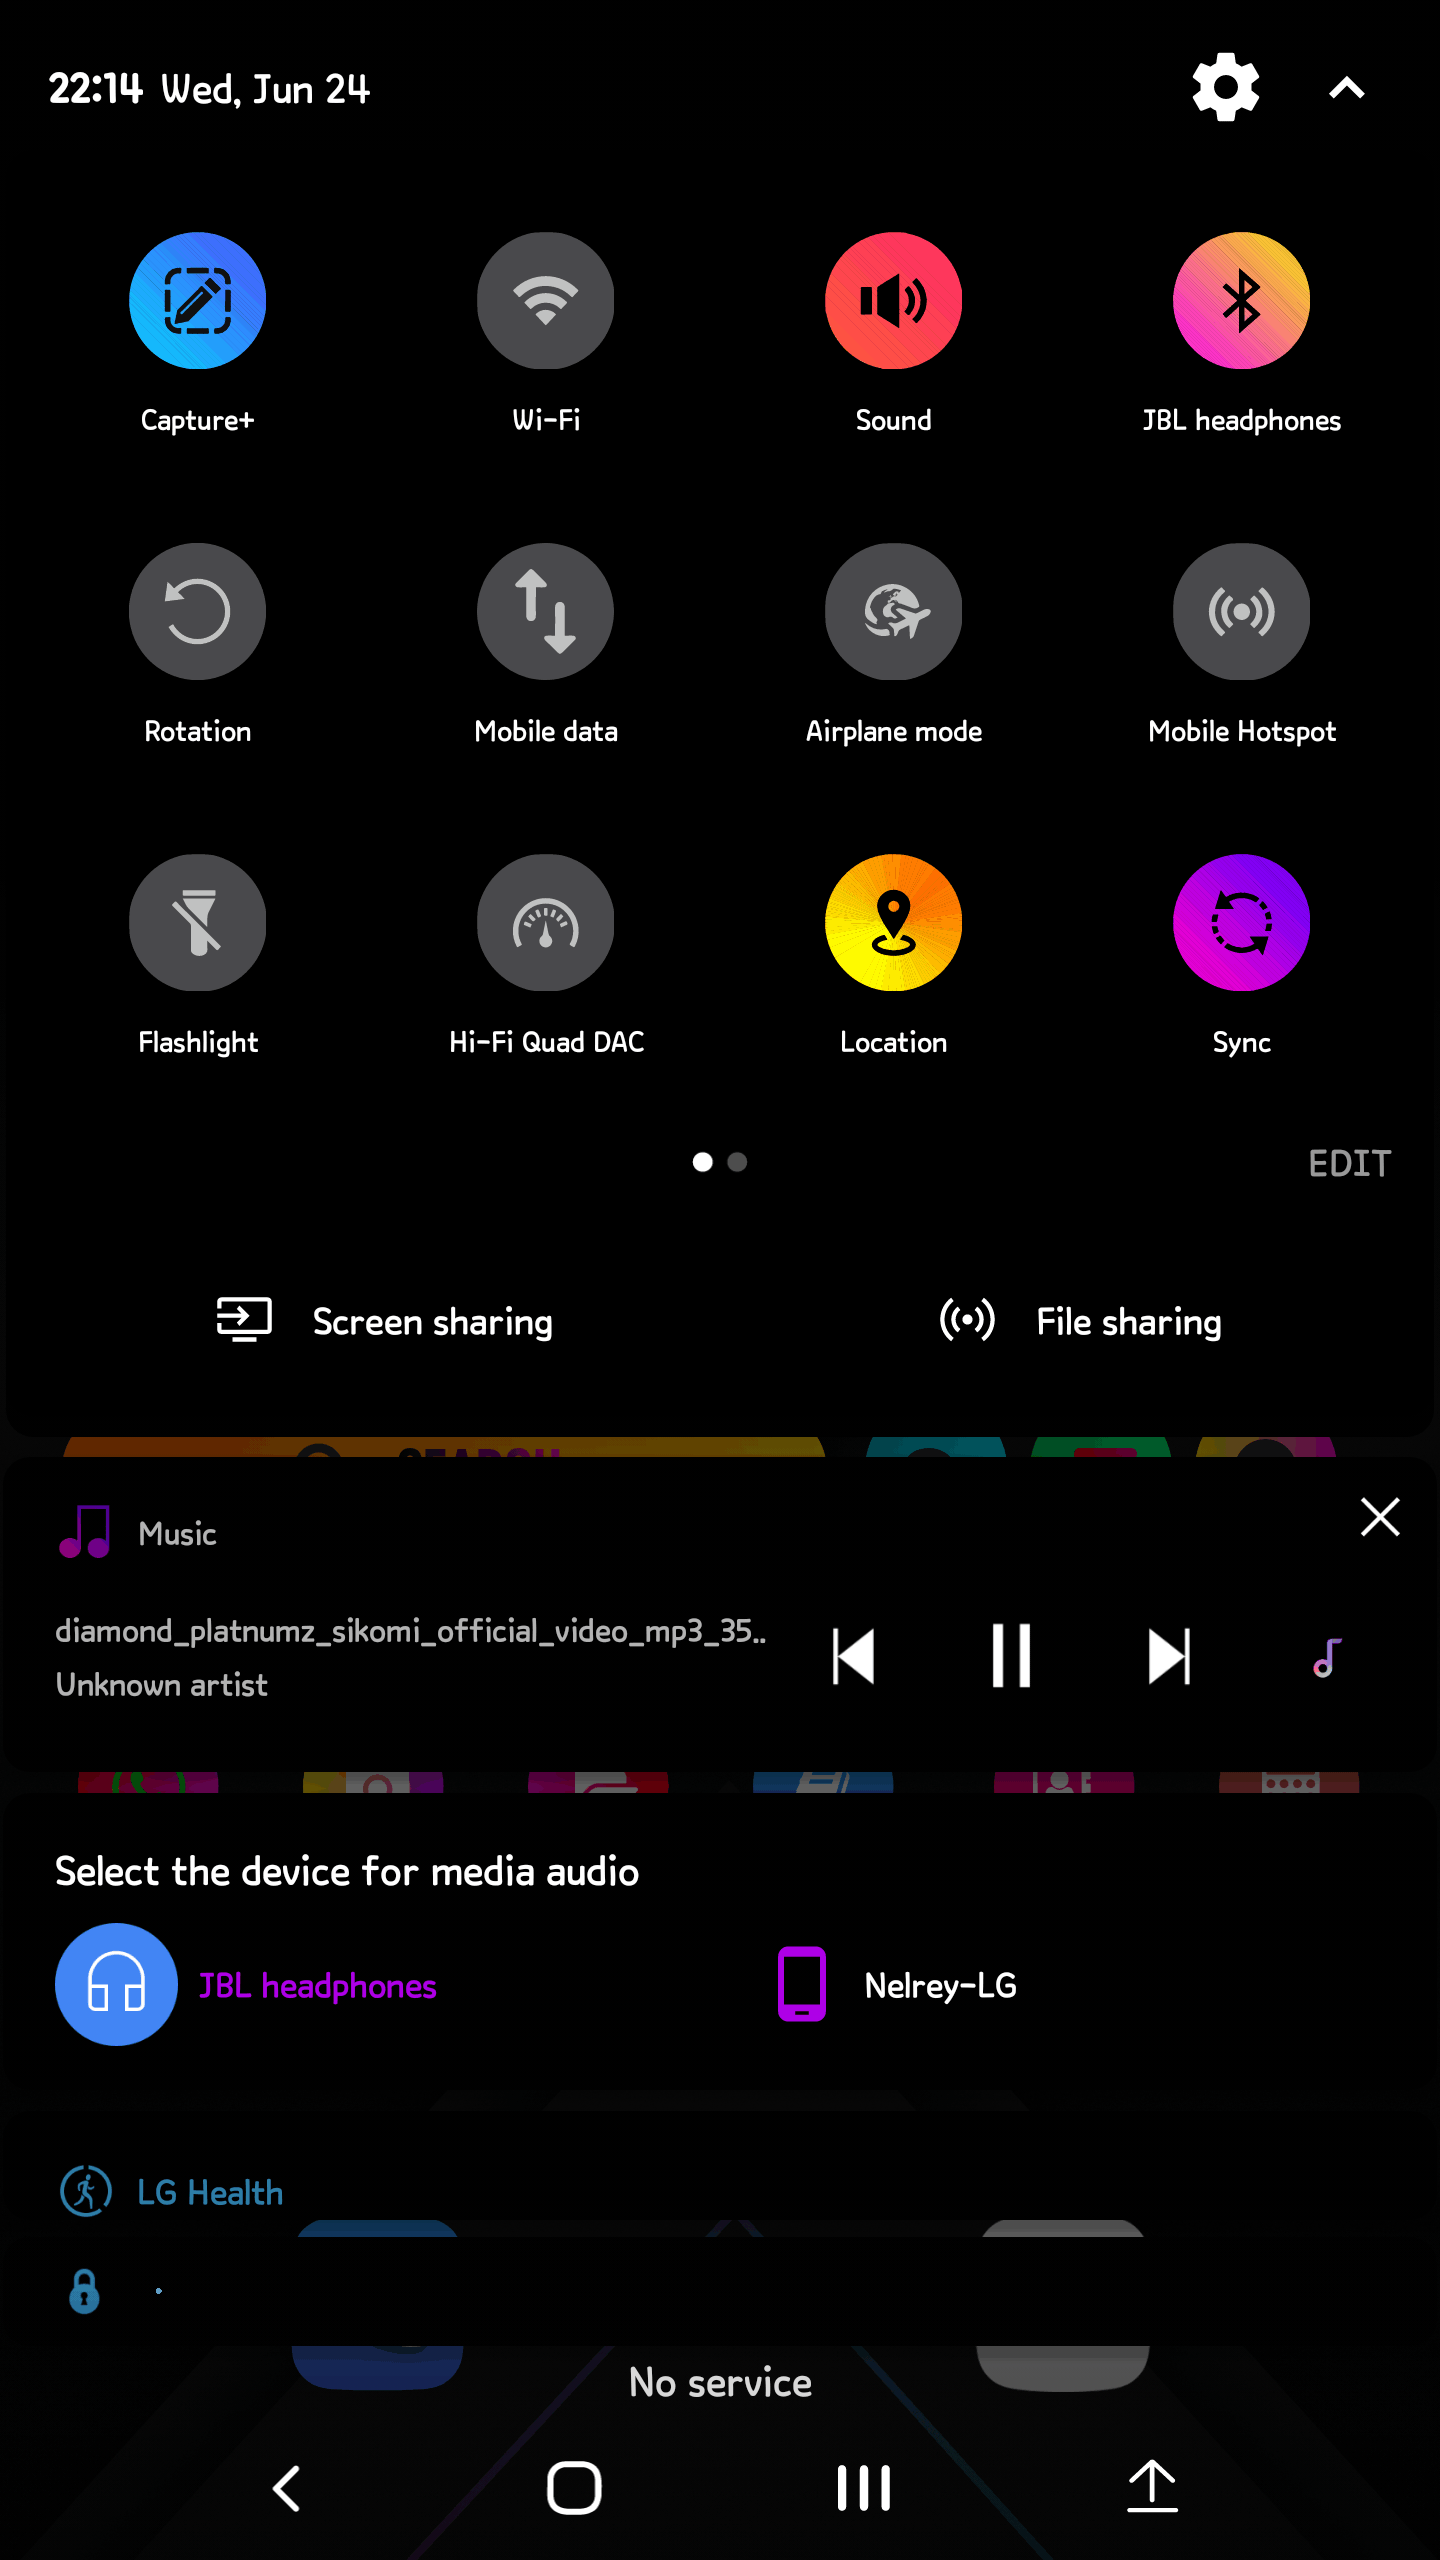 22:14 Wed, Jun 24
Capture+ Wi-Fi Sound JBL headphones
Rotation Mobile data Airplane mode Mobile Hotspot
Flashlight Hi-Fi Quad DAC Location Sync
EDIT
Screen sharing File sharing
SEARCH
Music
diamond_platnumz_sikomi_official_video_mp3_35..
Unknown artist
Select the device for media audio
JBL headphones Nelrey-LG
LG Health
No service